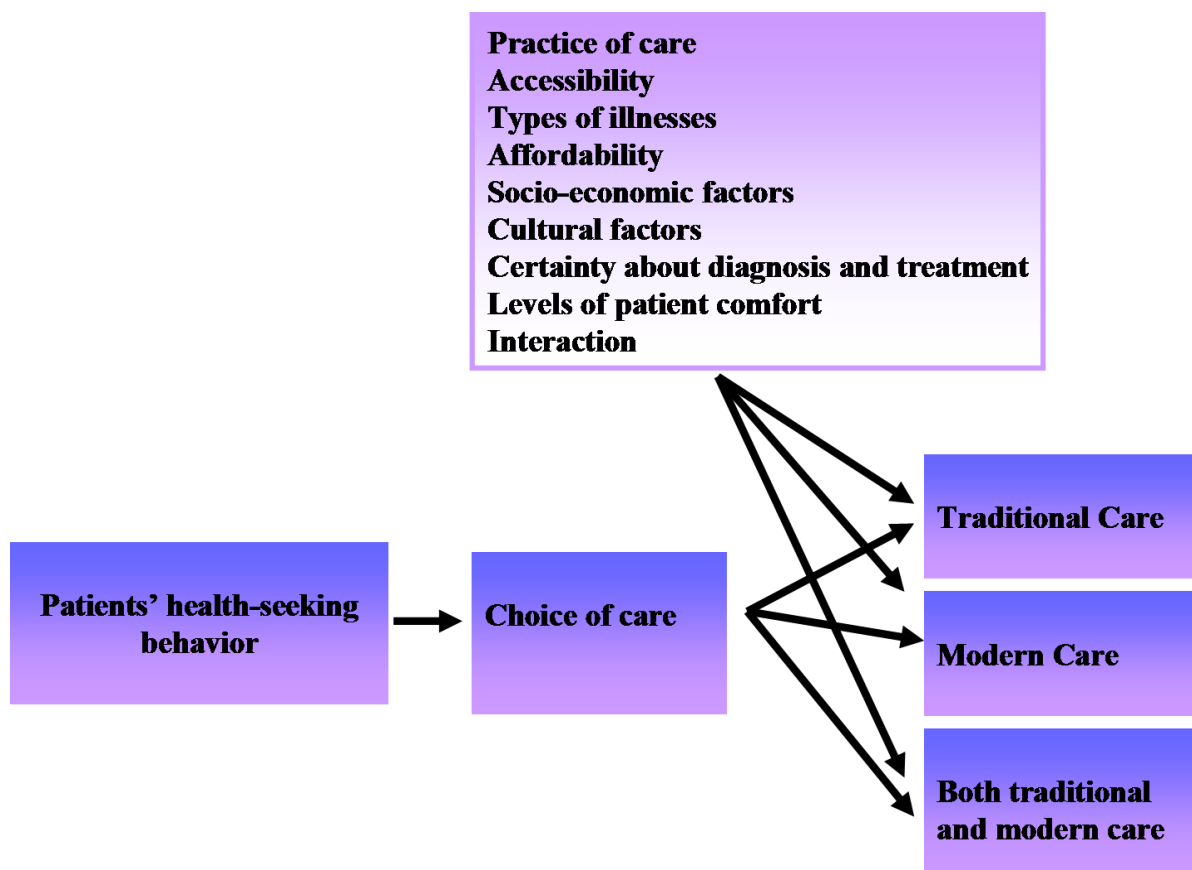 Practice of care
Accessibility
Types of illnesses
Affordability
Socio-economic factors
Cultural factors
Certainty about diagnosis and treatment
Levels of patient comfort
Interaction
Patients’ health-seeking
behavior
Choice of care
Traditional Care
Modern Care
Both traditional
and modern care